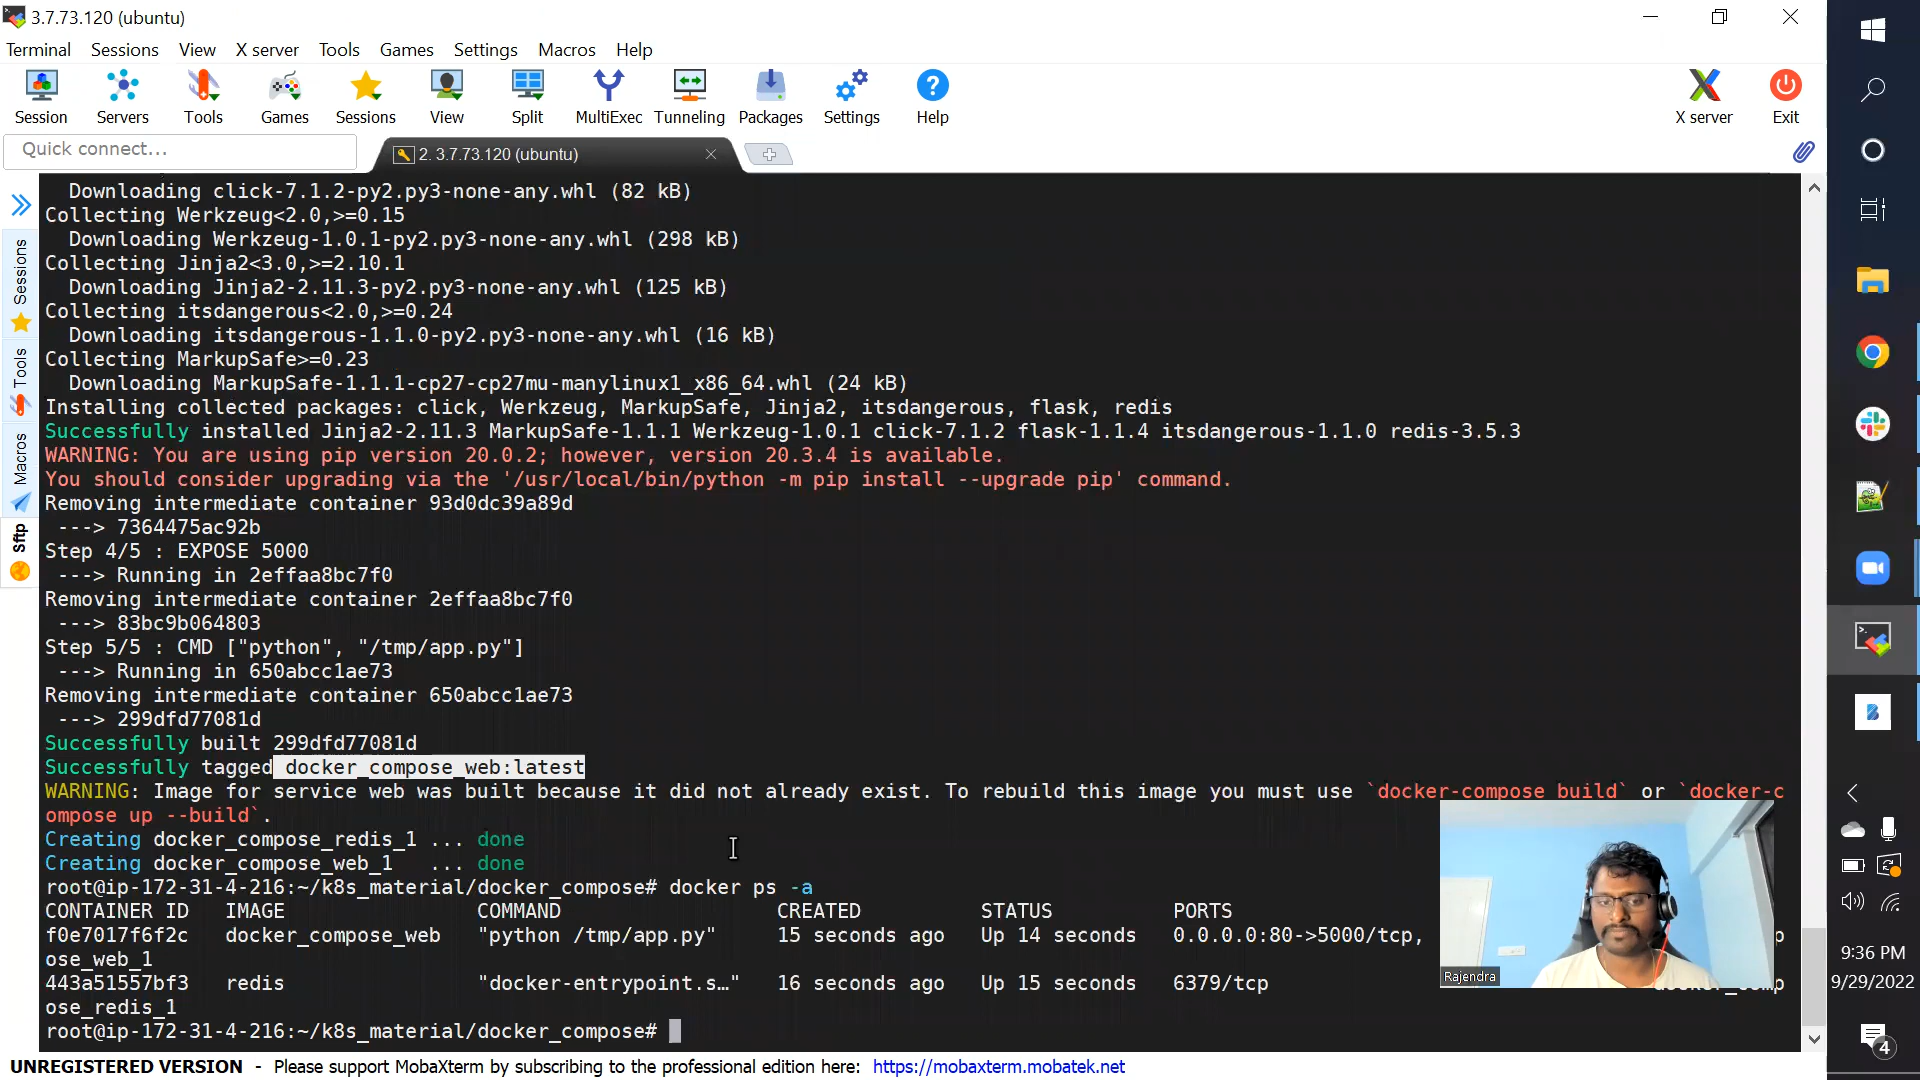 3.7.73.120 (ubuntu)
Terminal Sessions View X server Tools Games Settings Macros Help
Session Servers Tools Games Sessions View Split MultiExec Tunneling Packages Settings Help X server Exit
Quick connect...
2. 3.7.73.120 (ubuntu)
Sessions
Tools
Macros
Sftp
Downloading click-7.1.2-py2.py3-none-any.whl (82 kB)
Collecting Werkzeug<2.0,>=0.15
Downloading Werkzeug-1.0.1-py2.py3-none-any.whl (298 kB)
Collecting Jinja2<3.0,>=2.10.1
Downloading Jinja2-2.11.3-py2.py3-none-any.whl (125 kB)
Collecting itsdangerous<2.0,>=0.24
Downloading itsdangerous-1.1.0-py2.py3-none-any.whl (16 kB)
Collecting MarkupSafe>=0.23
Downloading MarkupSafe-1.1.1-cp27-cp27mu-manylinux1_x86_64.whl (24 kB)
Installing collected packages: click, Werkzeug, MarkupSafe, Jinja2, itsdangerous, flask, redis
Successfully installed Jinja2-2.11.3 MarkupSafe-1.1.1 Werkzeug-1.0.1 click-7.1.2 flask-1.1.4 itsdangerous-1.1.0 redis-3.5.3
WARNING: You are using pip version 20.0.2; however, version 20.3.4 is available.
You should consider upgrading via the '/usr/local/bin/python -m pip install --upgrade pip' command.
Removing intermediate container 93d0dc39a89d
---> 7364475ac92b
Step 4/5 : EXPOSE 5000
---> Running in 2effaa8bc7f0
Removing intermediate container 2effaa8bc7f0
---> 83bc9b064803
Step 5/5 : CMD ["python", "/tmp/app.py"]
---> Running in 650abcc1ae73
Removing intermediate container 650abcc1ae73
---> 299dfd77081d
Successfully built 299dfd77081d
Successfully tagged docker_compose_web:latest
WARNING: Image for service web was built because it did not already exist. To rebuild this image you must use `docker-compose build` or `docker-c
ompose up --build`.
Creating docker_compose_redis_1 ... done
Creating docker_compose_web_1 ... done
root@ip-172-31-4-216:~/k8s_material/docker_compose# docker ps -a
CONTAINER ID IMAGE COMMAND CREATED STATUS PORTS
f0e7017f6f2c docker_compose_web "python /tmp/app.py" 15 seconds ago Up 14 seconds 0.0.0.0:80->5000/tcp, p
ose_web_1
443a51557bf3 redis "docker-entrypoint.s…" 16 seconds ago Up 15 seconds 6379/tcp
ose_redis_1
root@ip-172-31-4-216:~/k8s_material/docker_compose#
Rajendra
9:36 PM
9/29/2022
4
UNREGISTERED VERSION - Please support MobaXterm by subscribing to the professional edition here: https://mobaxterm.mobatek.net